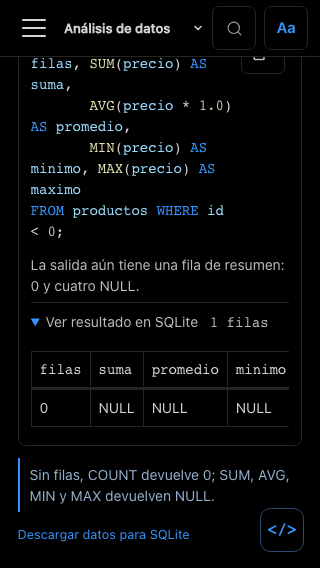 Análisis de datos
Aa
filas, SUM(precio) AS
suma,
AVG(precio * 1.0)
AS promedio,
MIN(precio) AS
minimo, MAX(precio) AS
maximo
FROM productos WHERE id
< 0;
La salida aún tiene una fila de resumen:
0 y cuatro NULL.
Ver resultado en SQLite 1 filas
filas suma promedio minimo
0 NULL NULL NULL
Sin filas, COUNT devuelve 0; SUM, AVG,
MIN y MAX devuelven NULL.
Descargar datos para SQLite
</>